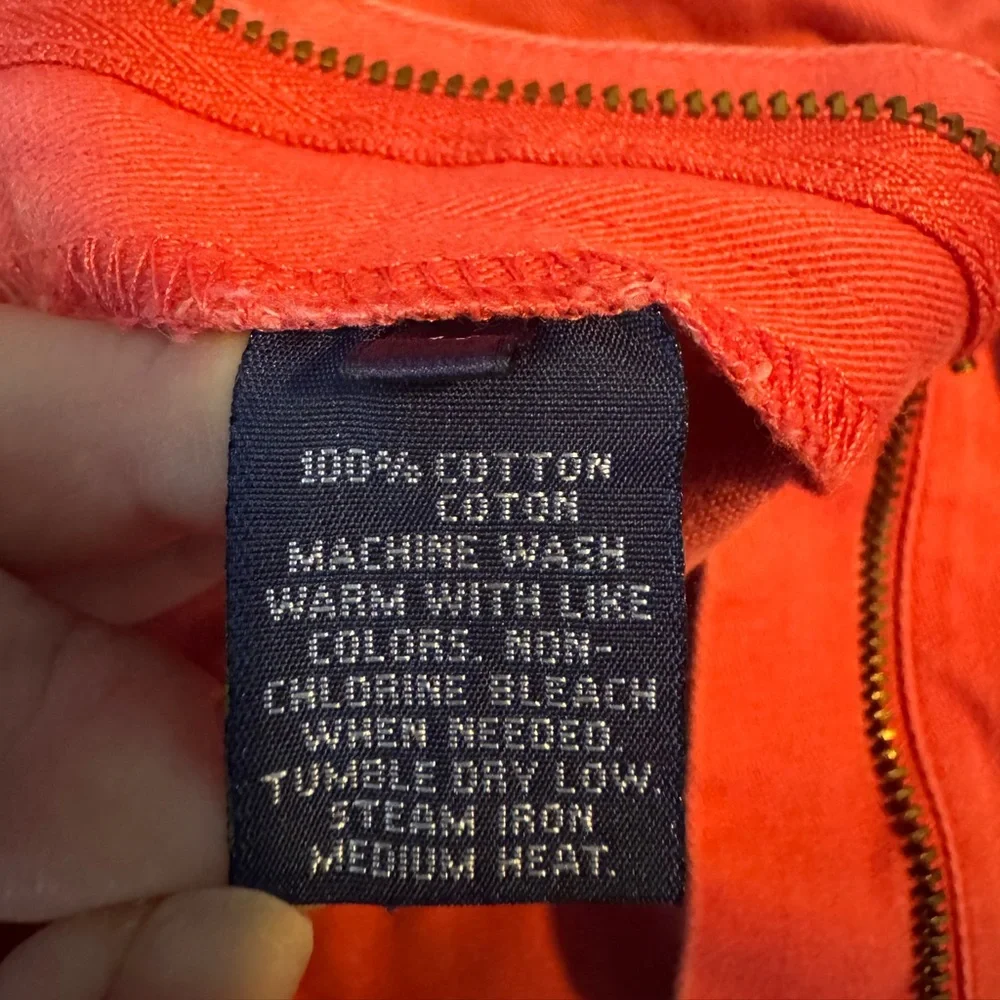 100% COTTON
COTON
MACHINE WASH
WARM WITH LIKE
COLORS. NON-
CHLORINE BLEACH
WHEN NEEDED.
TUMBLE DRY LOW.
STEAM IRON
MEDIUM HEAT.